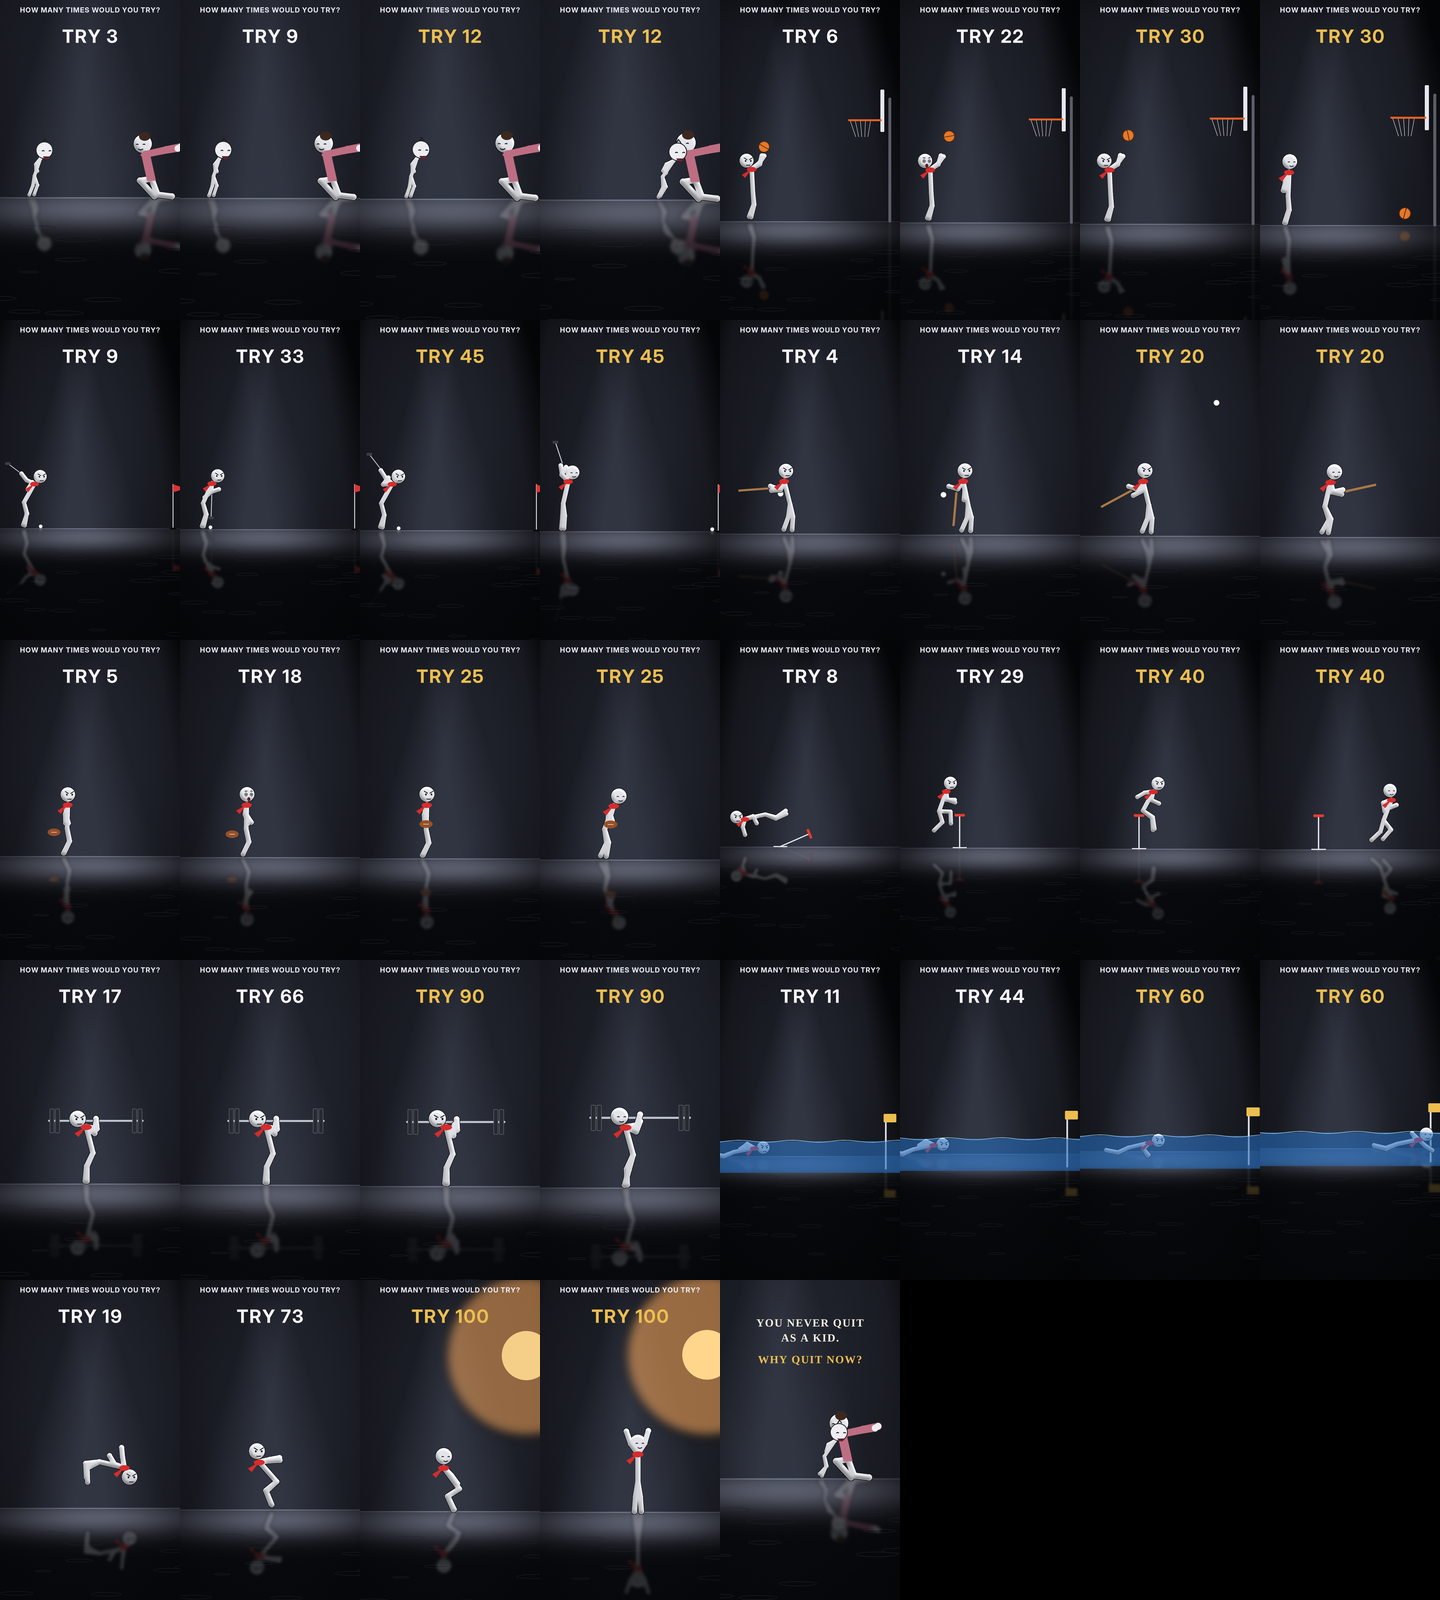 HOW MANY TIMES WOULD YOU TRY?
TRY 3
HOW MANY TIMES WOULD YOU TRY?
TRY 9
HOW MANY TIMES WOULD YOU TRY?
TRY 12
HOW MANY TIMES WOULD YOU TRY?
TRY 12
HOW MANY TIMES WOULD YOU TRY?
TRY 6
HOW MANY TIMES WOULD YOU TRY?
TRY 22
HOW MANY TIMES WOULD YOU TRY?
TRY 30
HOW MANY TIMES WOULD YOU TRY?
TRY 30
HOW MANY TIMES WOULD YOU TRY?
TRY 9
HOW MANY TIMES WOULD YOU TRY?
TRY 33
HOW MANY TIMES WOULD YOU TRY?
TRY 45
HOW MANY TIMES WOULD YOU TRY?
TRY 45
HOW MANY TIMES WOULD YOU TRY?
TRY 4
HOW MANY TIMES WOULD YOU TRY?
TRY 14
HOW MANY TIMES WOULD YOU TRY?
TRY 20
HOW MANY TIMES WOULD YOU TRY?
TRY 20
HOW MANY TIMES WOULD YOU TRY?
TRY 5
HOW MANY TIMES WOULD YOU TRY?
TRY 18
HOW MANY TIMES WOULD YOU TRY?
TRY 25
HOW MANY TIMES WOULD YOU TRY?
TRY 25
HOW MANY TIMES WOULD YOU TRY?
TRY 8
HOW MANY TIMES WOULD YOU TRY?
TRY 29
HOW MANY TIMES WOULD YOU TRY?
TRY 40
HOW MANY TIMES WOULD YOU TRY?
TRY 40
HOW MANY TIMES WOULD YOU TRY?
TRY 17
HOW MANY TIMES WOULD YOU TRY?
TRY 66
HOW MANY TIMES WOULD YOU TRY?
TRY 90
HOW MANY TIMES WOULD YOU TRY?
TRY 90
HOW MANY TIMES WOULD YOU TRY?
TRY 11
HOW MANY TIMES WOULD YOU TRY?
TRY 44
HOW MANY TIMES WOULD YOU TRY?
TRY 60
HOW MANY TIMES WOULD YOU TRY?
TRY 60
HOW MANY TIMES WOULD YOU TRY?
TRY 19
HOW MANY TIMES WOULD YOU TRY?
TRY 73
HOW MANY TIMES WOULD YOU TRY?
TRY 100
HOW MANY TIMES WOULD YOU TRY?
TRY 100
YOU NEVER QUIT
AS A KID.
WHY QUIT NOW?